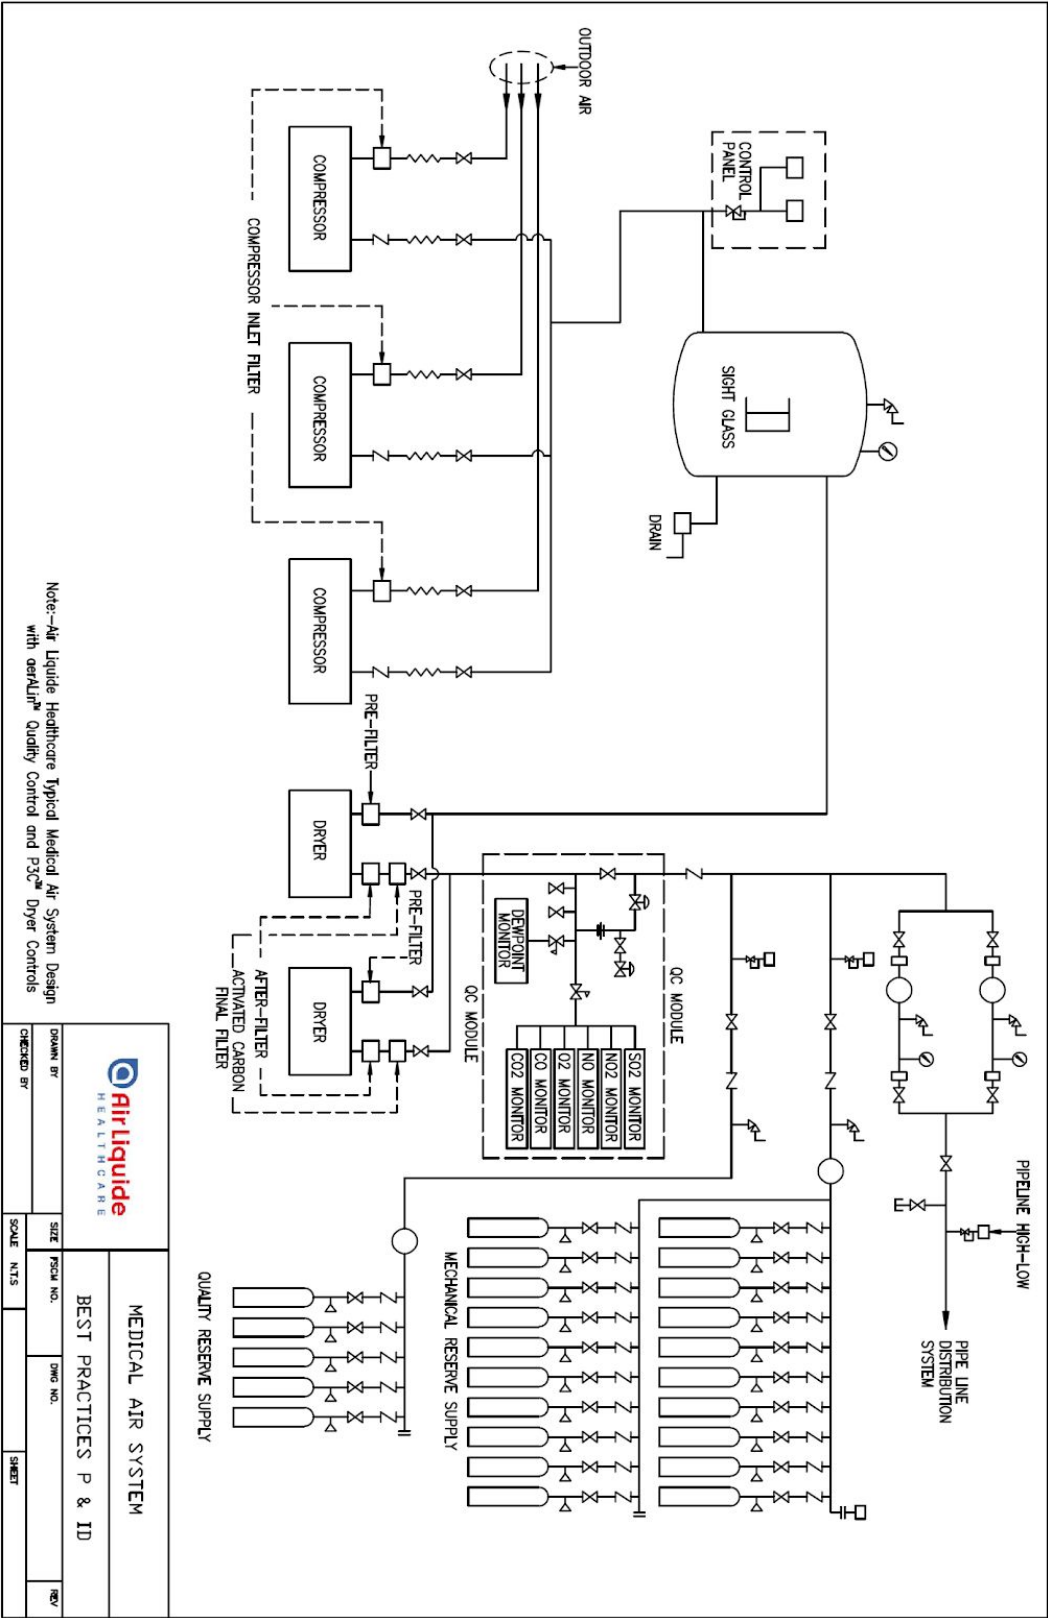 OUTDOOR AIR
CONTROL
PANEL
SIGHT GLASS
DRAIN
COMPRESSOR
COMPRESSOR
COMPRESSOR
COMPRESSOR INLET FILTER
PRE-FILTER
DRYER
PRE-FILTER
DRYER
AFTER-FILTER
ACTIVATED CARBON
FINAL FILTER
QC MODULE
DEWPOINT
MONITOR
SO2 MONITOR
NO2 MONITOR
NO MONITOR
O2 MONITOR
CO MONITOR
CO2 MONITOR
QC MODULE
PIPELINE HIGH-LOW
PIPE LINE
DISTRIBUTION
SYSTEM
MECHANICAL RESERVE SUPPLY
QUALITY RESERVE SUPPLY
Note:-Air Liquide Healthcare Typical Medical Air System Design
with aerALin™ Quality Control and P3C™ Dryer Controls
Air Liquide
HEALTHCARE
MEDICAL AIR SYSTEM
BEST PRACTICES P & ID
DRAWN BY
CHECKED BY
SIZE
FSCM NO.
DWG NO.
REV
SCALE N.T.S
SHEET